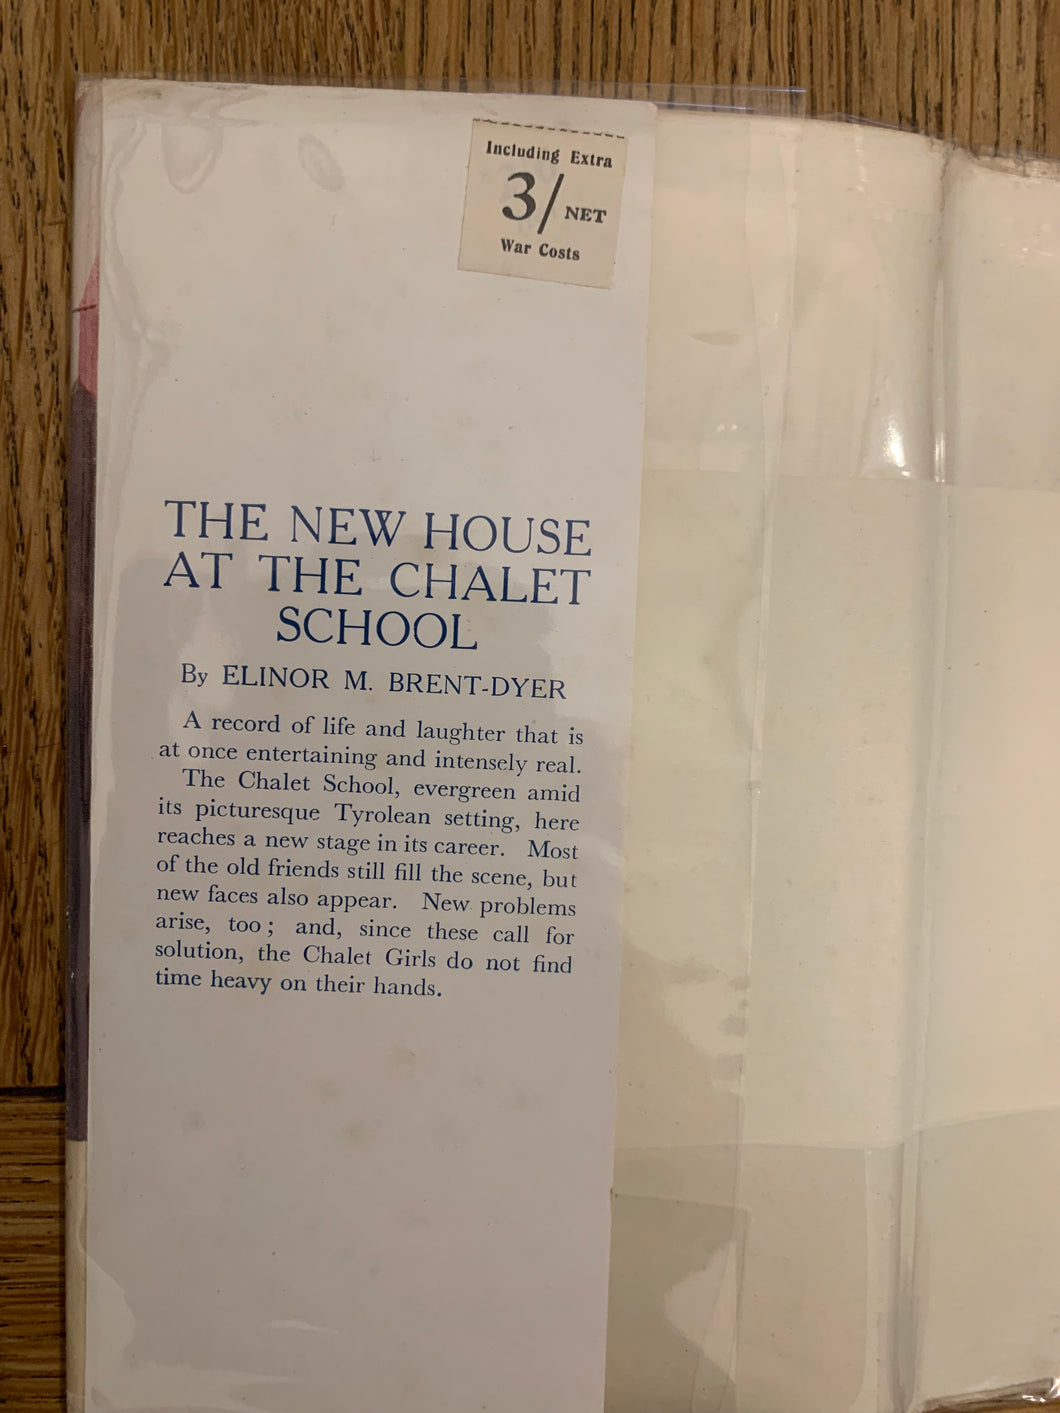 Including Extra
3/ NET
War Costs
THE NEW HOUSE
AT THE CHALET
SCHOOL
By ELINOR M. BRENT-DYER
A record of life and laughter that is
at once entertaining and intensely real.
The Chalet School, evergreen amid
its picturesque Tyrolean setting, here
reaches a new stage in its career. Most
of the old friends still fill the scene, but
new faces also appear. New problems
arise, too; and, since these call for
solution, the Chalet Girls do not find
time heavy on their hands.